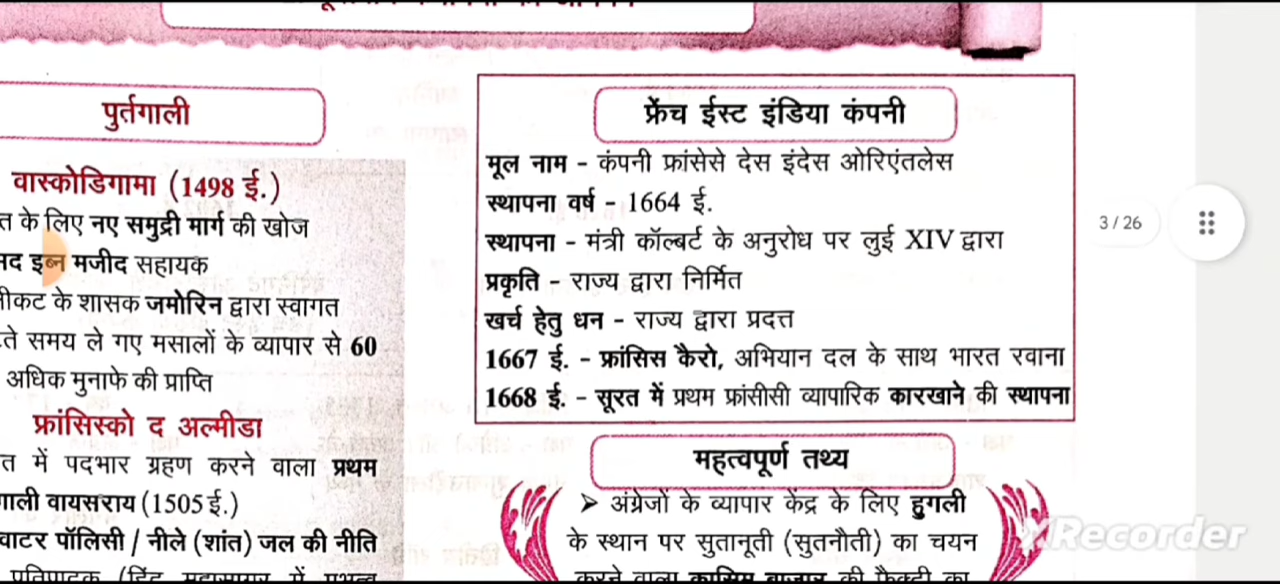 पुर्तगाली
वास्कोडिगामा (1498 ई.)
त के लिए नए समुद्री मार्ग की खोज
मद इब्न मजीद सहायक
नीकट के शासक जमोरिन द्वारा स्वागत
ते समय ले गए मसालों के व्यापार से 60
अधिक मुनाफे की प्राप्ति
फ्रांसिस्को द अल्मीडा
त में पदभार ग्रहण करने वाला प्रथम
गाली वायसराय (1505 ई.)
वाटर पॉलिसी / नीले (शांत) जल की नीति
फ्रेंच ईस्ट इंडिया कंपनी
मूल नाम - कंपनी फ्रांसेसे देस इंदेस ओरिएंतलेस
स्थापना वर्ष - 1664 ई.
स्थापना - मंत्री कॉल्बर्ट के अनुरोध पर लुई XIV द्वारा
प्रकृति - राज्य द्वारा निर्मित
खर्च हेतु धन - राज्य द्वारा प्रदत्त
1667 ई. - फ्रांसिस कैरो, अभियान दल के साथ भारत रवाना
1668 ई. - सूरत में प्रथम फ्रांसीसी व्यापारिक कारखाने की स्थापना
महत्वपूर्ण तथ्य
➢ अंग्रेजों के व्यापार केंद्र के लिए हुगली
के स्थान पर सुतानूती (सुतनौती) का चयन
करने वाला कासिम बाजार की फैक्ट्री का
3 / 26
XRecorder